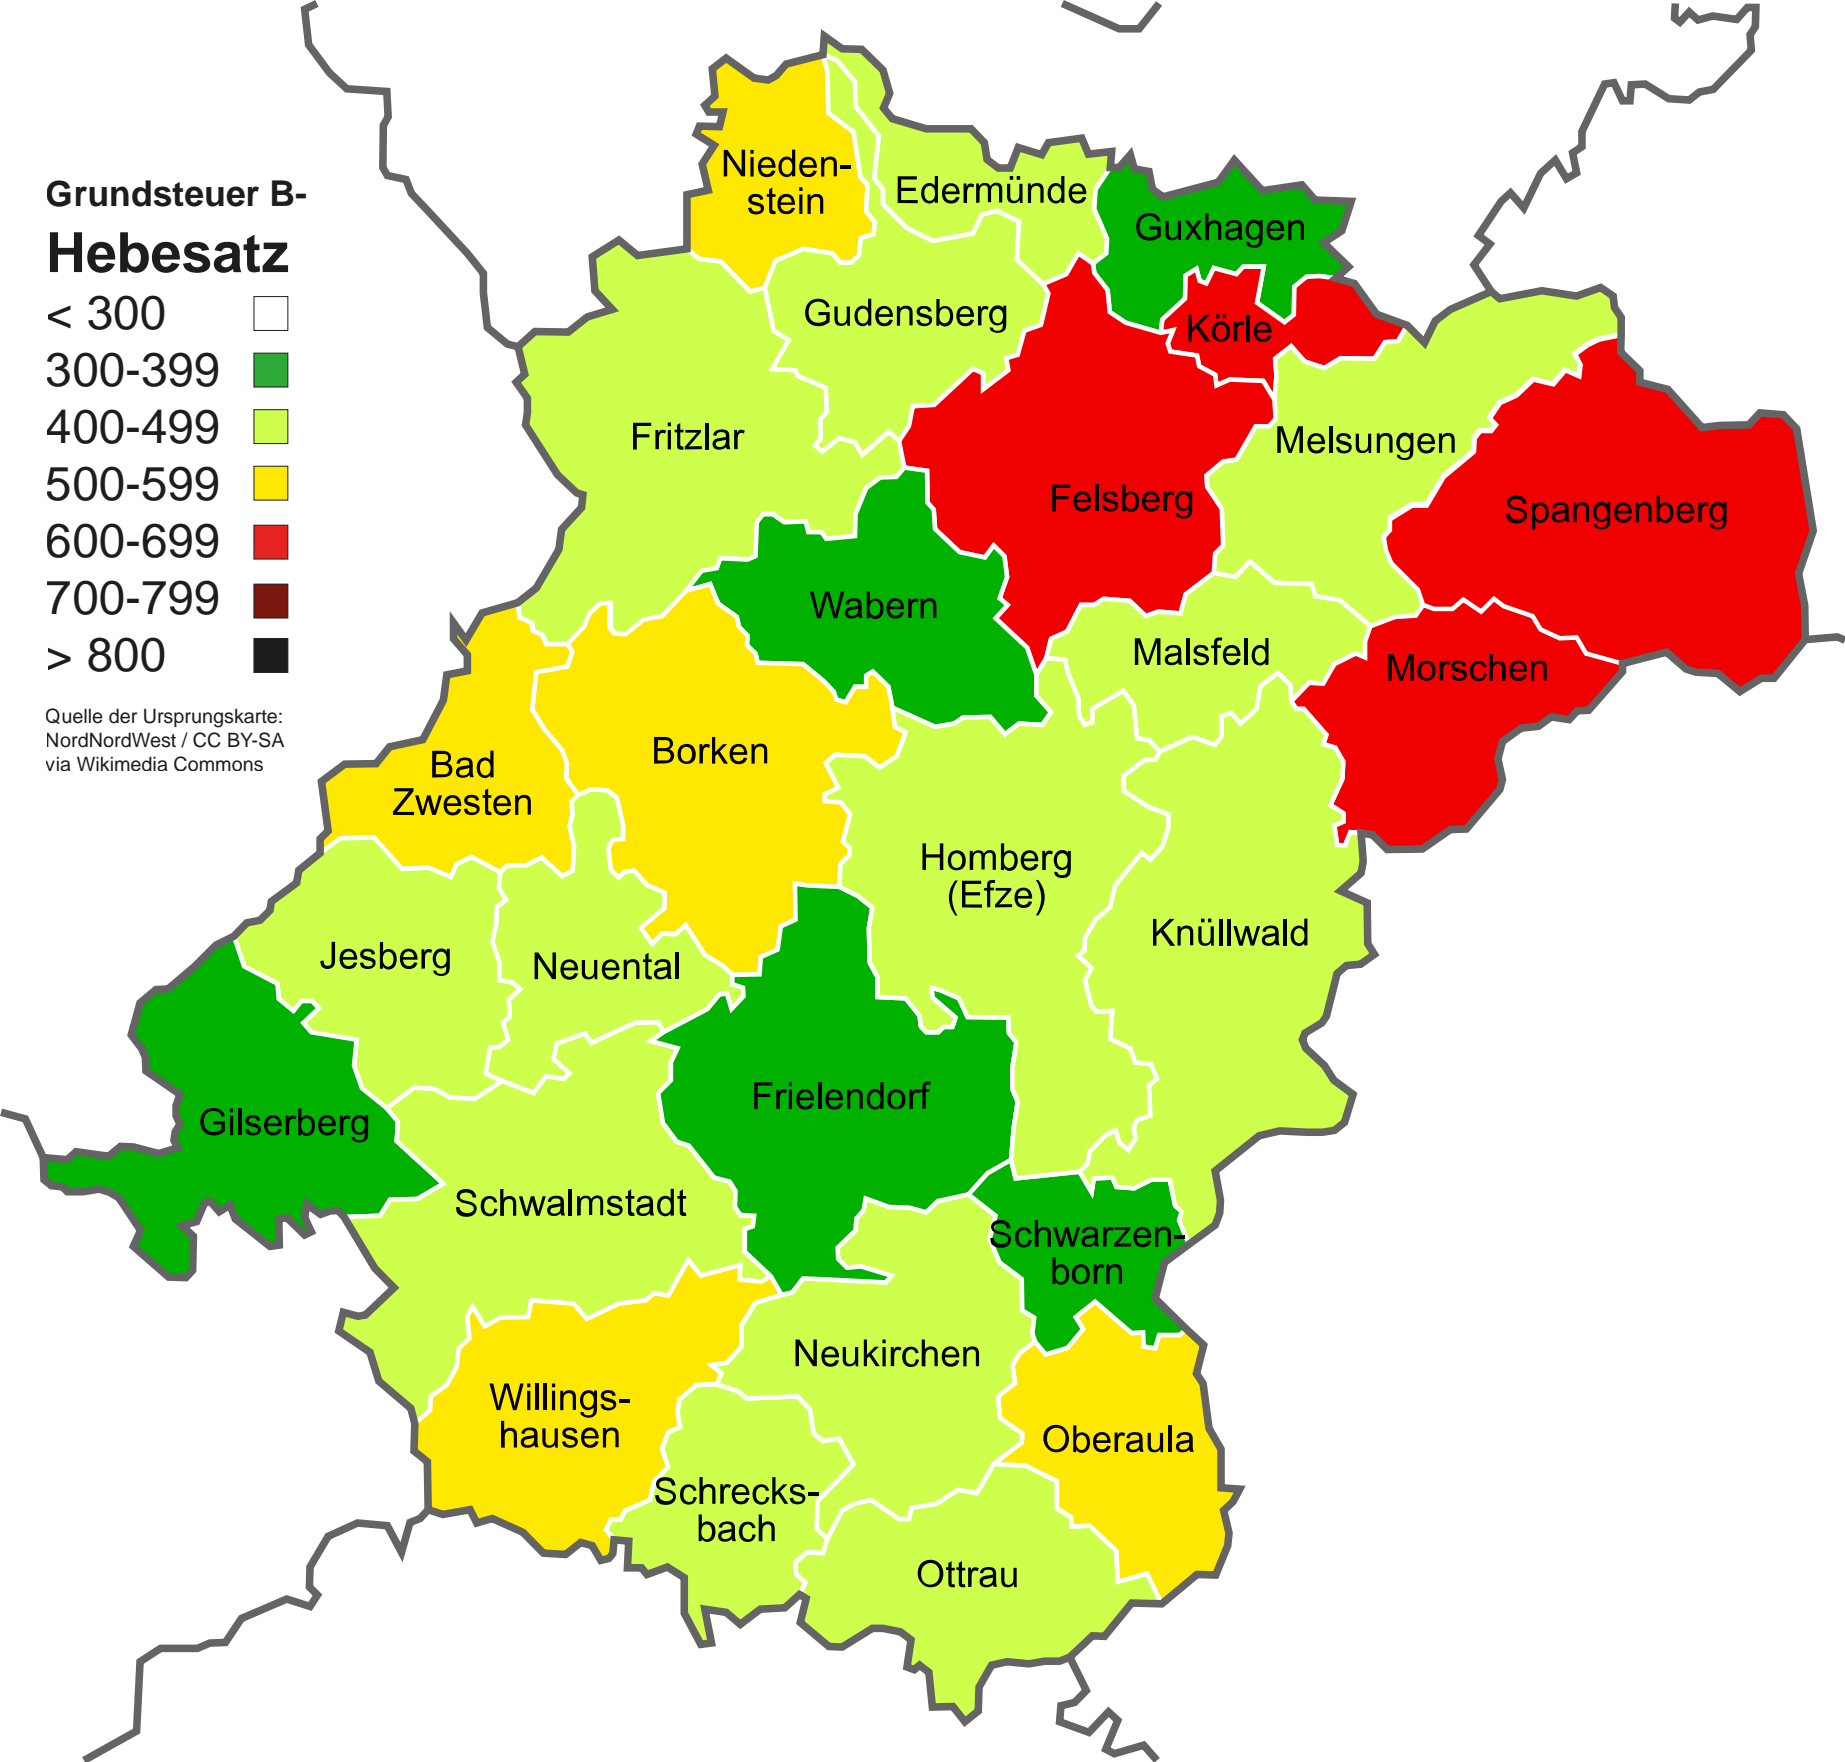 Grundsteuer B-
Hebesatz
< 300
300-399
400-499
500-599
600-699
700-799
> 800
Quelle der Ursprungskarte:
NordNordWest / CC BY-SA
via Wikimedia Commons
Nieden-
stein
Edermünde
Guxhagen
Gudensberg
Körle
Fritzlar
Melsungen
Felsberg
Spangenberg
Wabern
Malsfeld
Morschen
Borken
Bad
Zwesten
Homberg
(Efze)
Knüllwald
Jesberg
Neuental
Frielendorf
Gilserberg
Schwalmstadt
Schwarzen-
born
Neukirchen
Willings-
hausen
Oberaula
Schrecks-
bach
Ottrau